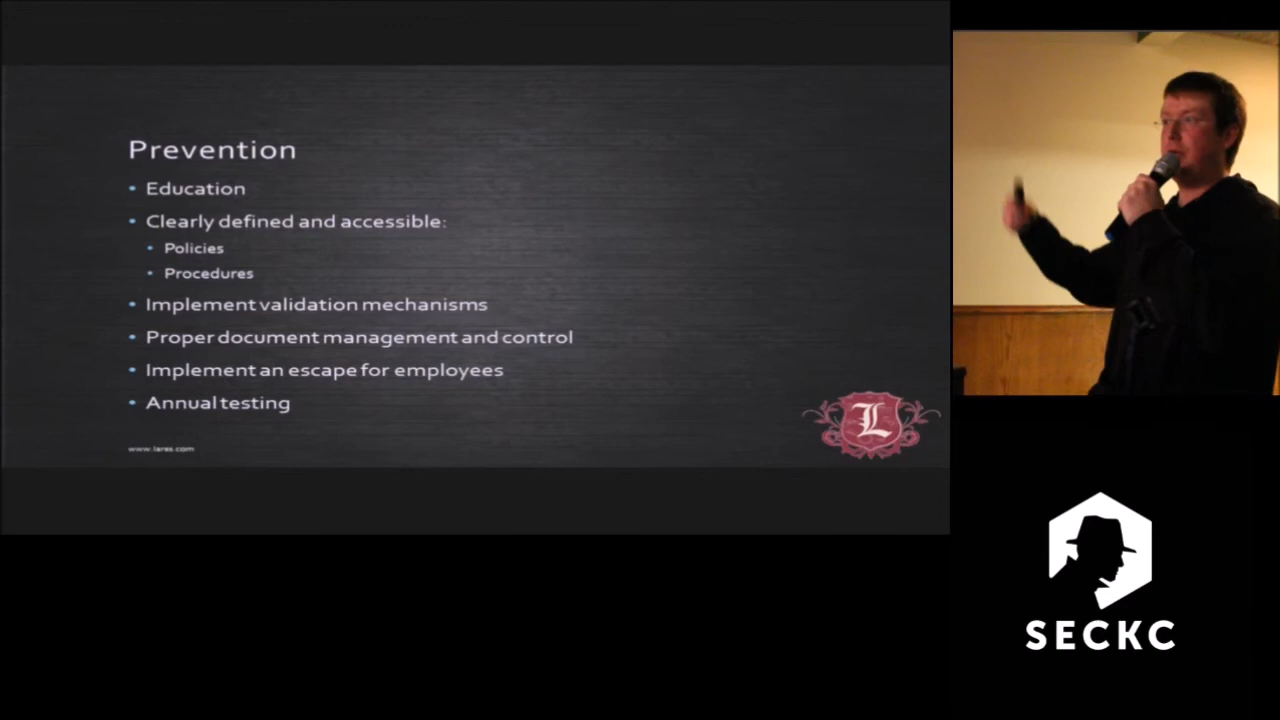 Prevention
Education
Clearly defined and accessible:
Policies
Procedures
Implement validation mechanisms
Proper document management and control
Implement an escape for employees
Annual testing
www.lares.com
L
SECKC